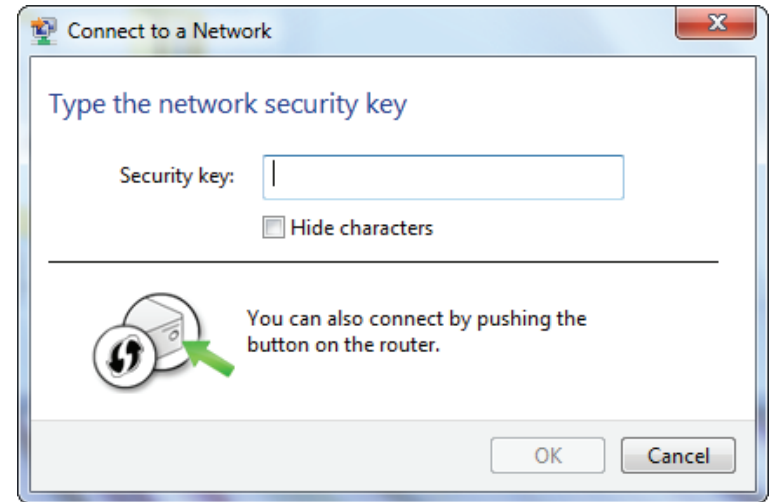 Connect to a Network
Type the network security key
Security key:
Hide characters
You can also connect by pushing the
button on the router.
OK
Cancel